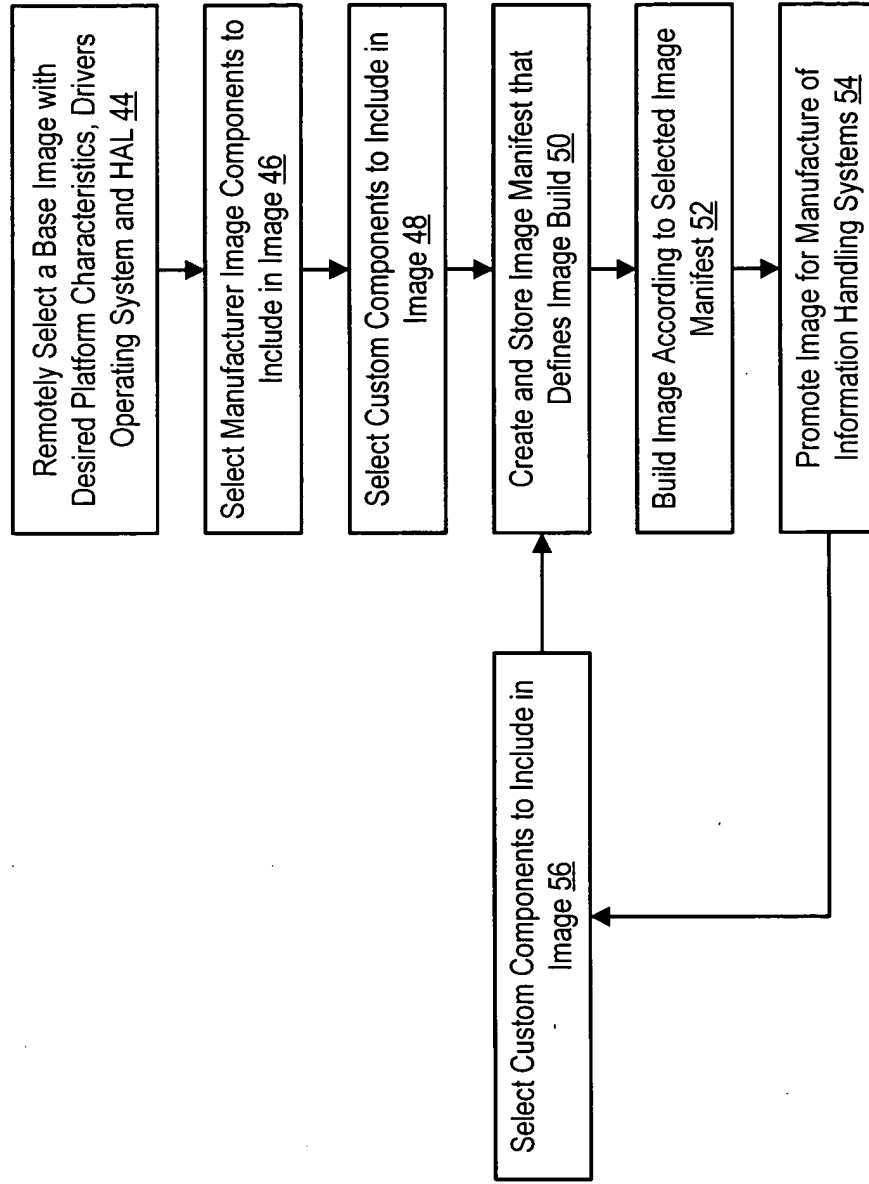 Remotely Select a Base Image with
Desired Platform Characteristics, Drivers
Operating System and HAL 44
Select Manufacturer Image Components to
Include in Image 46
Select Custom Components to Include in
Image 48
Create and Store Image Manifest that
Defines Image Build 50
Build Image According to Selected Image
Manifest 52
Promote Image for Manufacture of
Information Handling Systems 54
Select Custom Components to Include in
Image 56